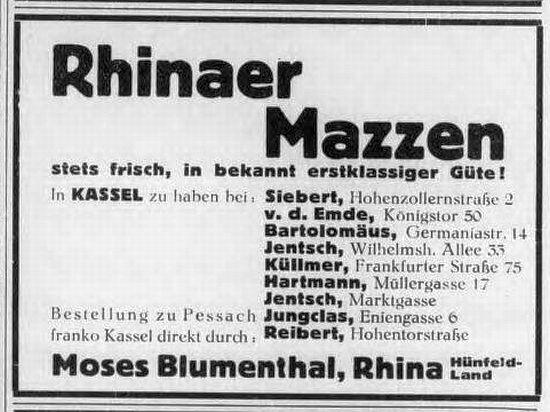 Rhinaer
Mazzen
stets frisch, in bekannt erstklassiger Güte!
In KASSEL zu haben bei: Siebert, Hohenzollernstraße 2
v. d. Emde, Königstor 50
Bartolomäus, Germaniastr. 14
Jentsch, Wilhelmsh. Allee 33
Küllmer, Frankfurter Straße 75
Hartmann, Müllergasse 17
Jentsch, Marktgasse
Bestellung zu Pessach Jungclas, Eniengasse 6
franko Kassel direkt durch: Reibert, Hohentorstraße
Moses Blumenthal, Rhina Hünfeld-
Land